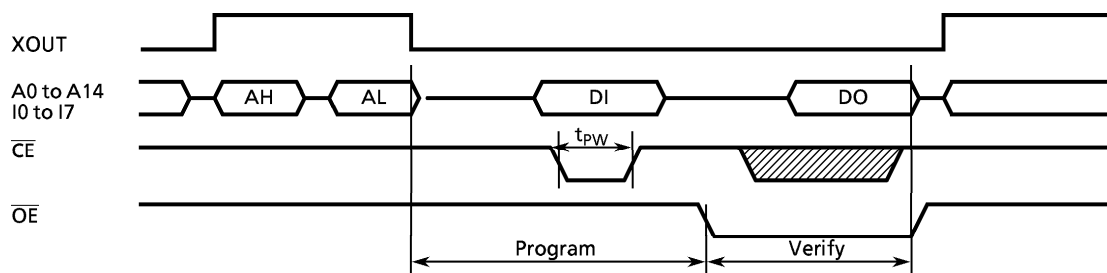 XOUT
A0 to A14
I0 to I7
AH AL DI DO
tPW
CE
OE
Program Verify